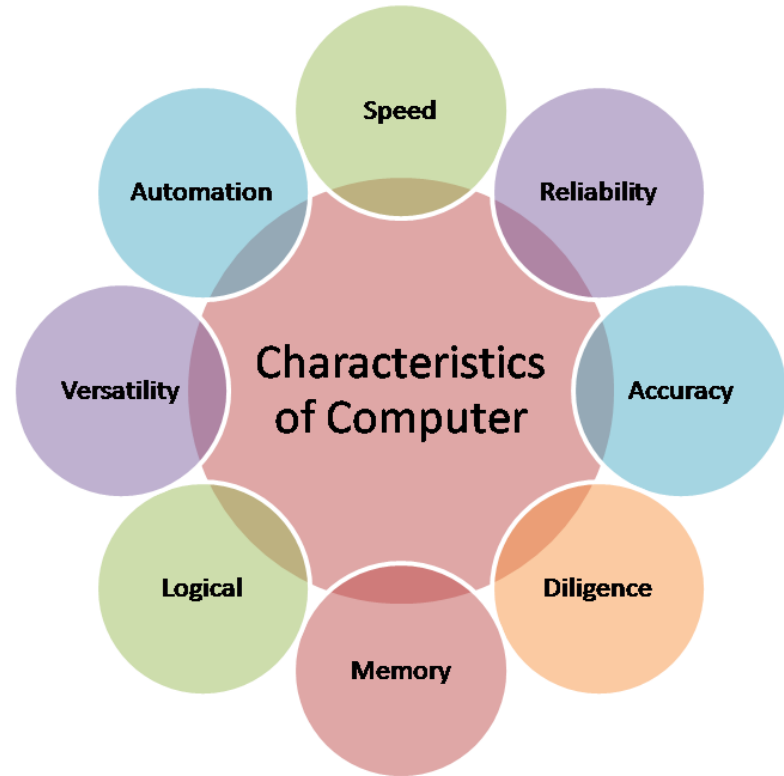 Speed
Automation
Reliability
Characteristics
of Computer
Versatility
Accuracy
Logical
Diligence
Memory